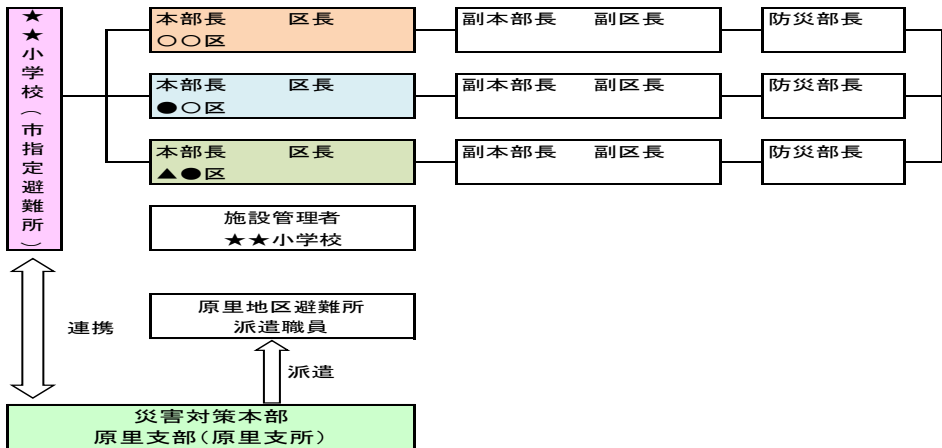 ★★小学校（市指定避難所）
本部長　区長
○○区
副本部長　副区長
防災部長
本部長　区長
●○区
副本部長　副区長
防災部長
本部長　区長
▲●区
副本部長　副区長
防災部長
施設管理者
★★小学校
原里地区避難所
派遣職員
連携
派遣
災害対策本部
原里支部（原里支所）